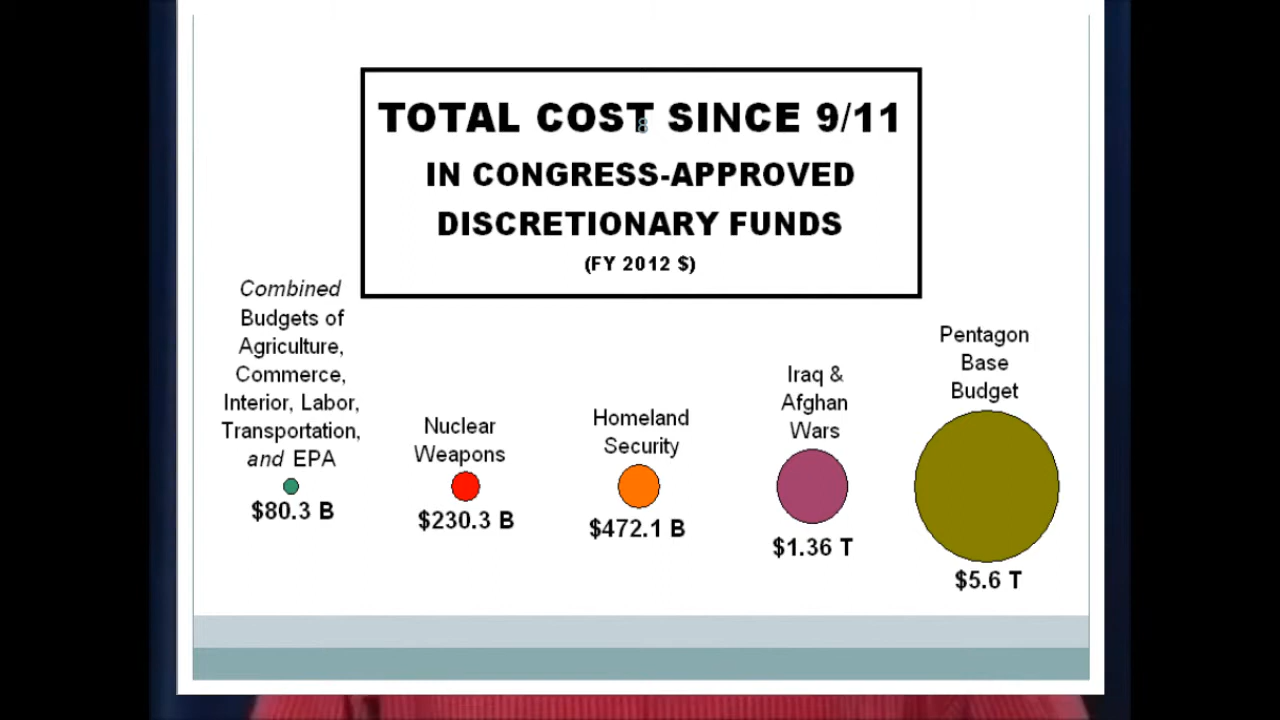 TOTAL COST SINCE 9/11
8
IN CONGRESS-APPROVED
DISCRETIONARY FUNDS
(FY 2012 $)
Combined
Budgets of
Agriculture,
Commerce,
Interior, Labor,
Transportation,
and EPA
$80.3 B
Nuclear
Weapons
$230.3 B
Homeland
Security
$472.1 B
Iraq &
Afghan
Wars
$1.36 T
Pentagon
Base
Budget
$5.6 T